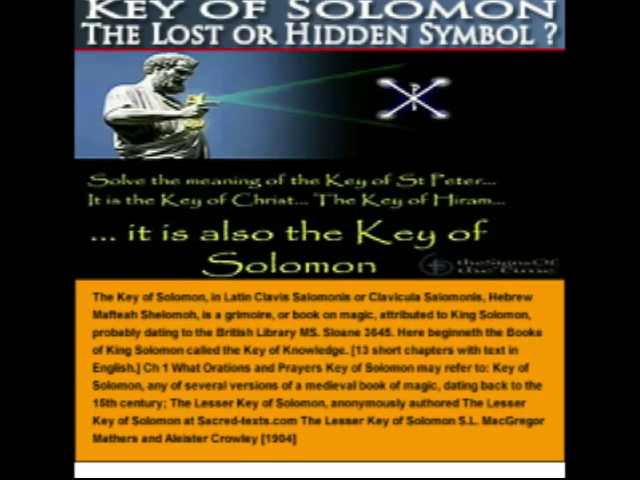 KEY OF SOLOMON
THE LOST OR HIDDEN SYMBOL ?
Solve the meaning of the Key of St Peter...
It is the Key of Christ... The Key of Hiram...
... it is also the Key of
Solomon
theSignsOf
the Time
The Key of Solomon, in Latin Clavis Salomonis or Clavicula Salomonis, Hebrew
Mafteah Shelomoh, is a grimoire, or book on magic, attributed to King Solomon,
probably dating to the British Library MS. Sloane 3645. Here beginneth the Booke
of King Solomon called the Key of Knowledge. [13 short chapters with text in
English.] Ch 1 What Orations and Prayers Key of Solomon may refer to: Key of
Solomon, any of several versions of a medieval book of magic, dating back to the
15th century; The Lesser Key of Solomon, anonymously authored The Lesser
Key of Solomon at Sacred-texts.com The Lesser Key of Solomon S.L. MacGregor
Mathers and Aleister Crowley [1904]